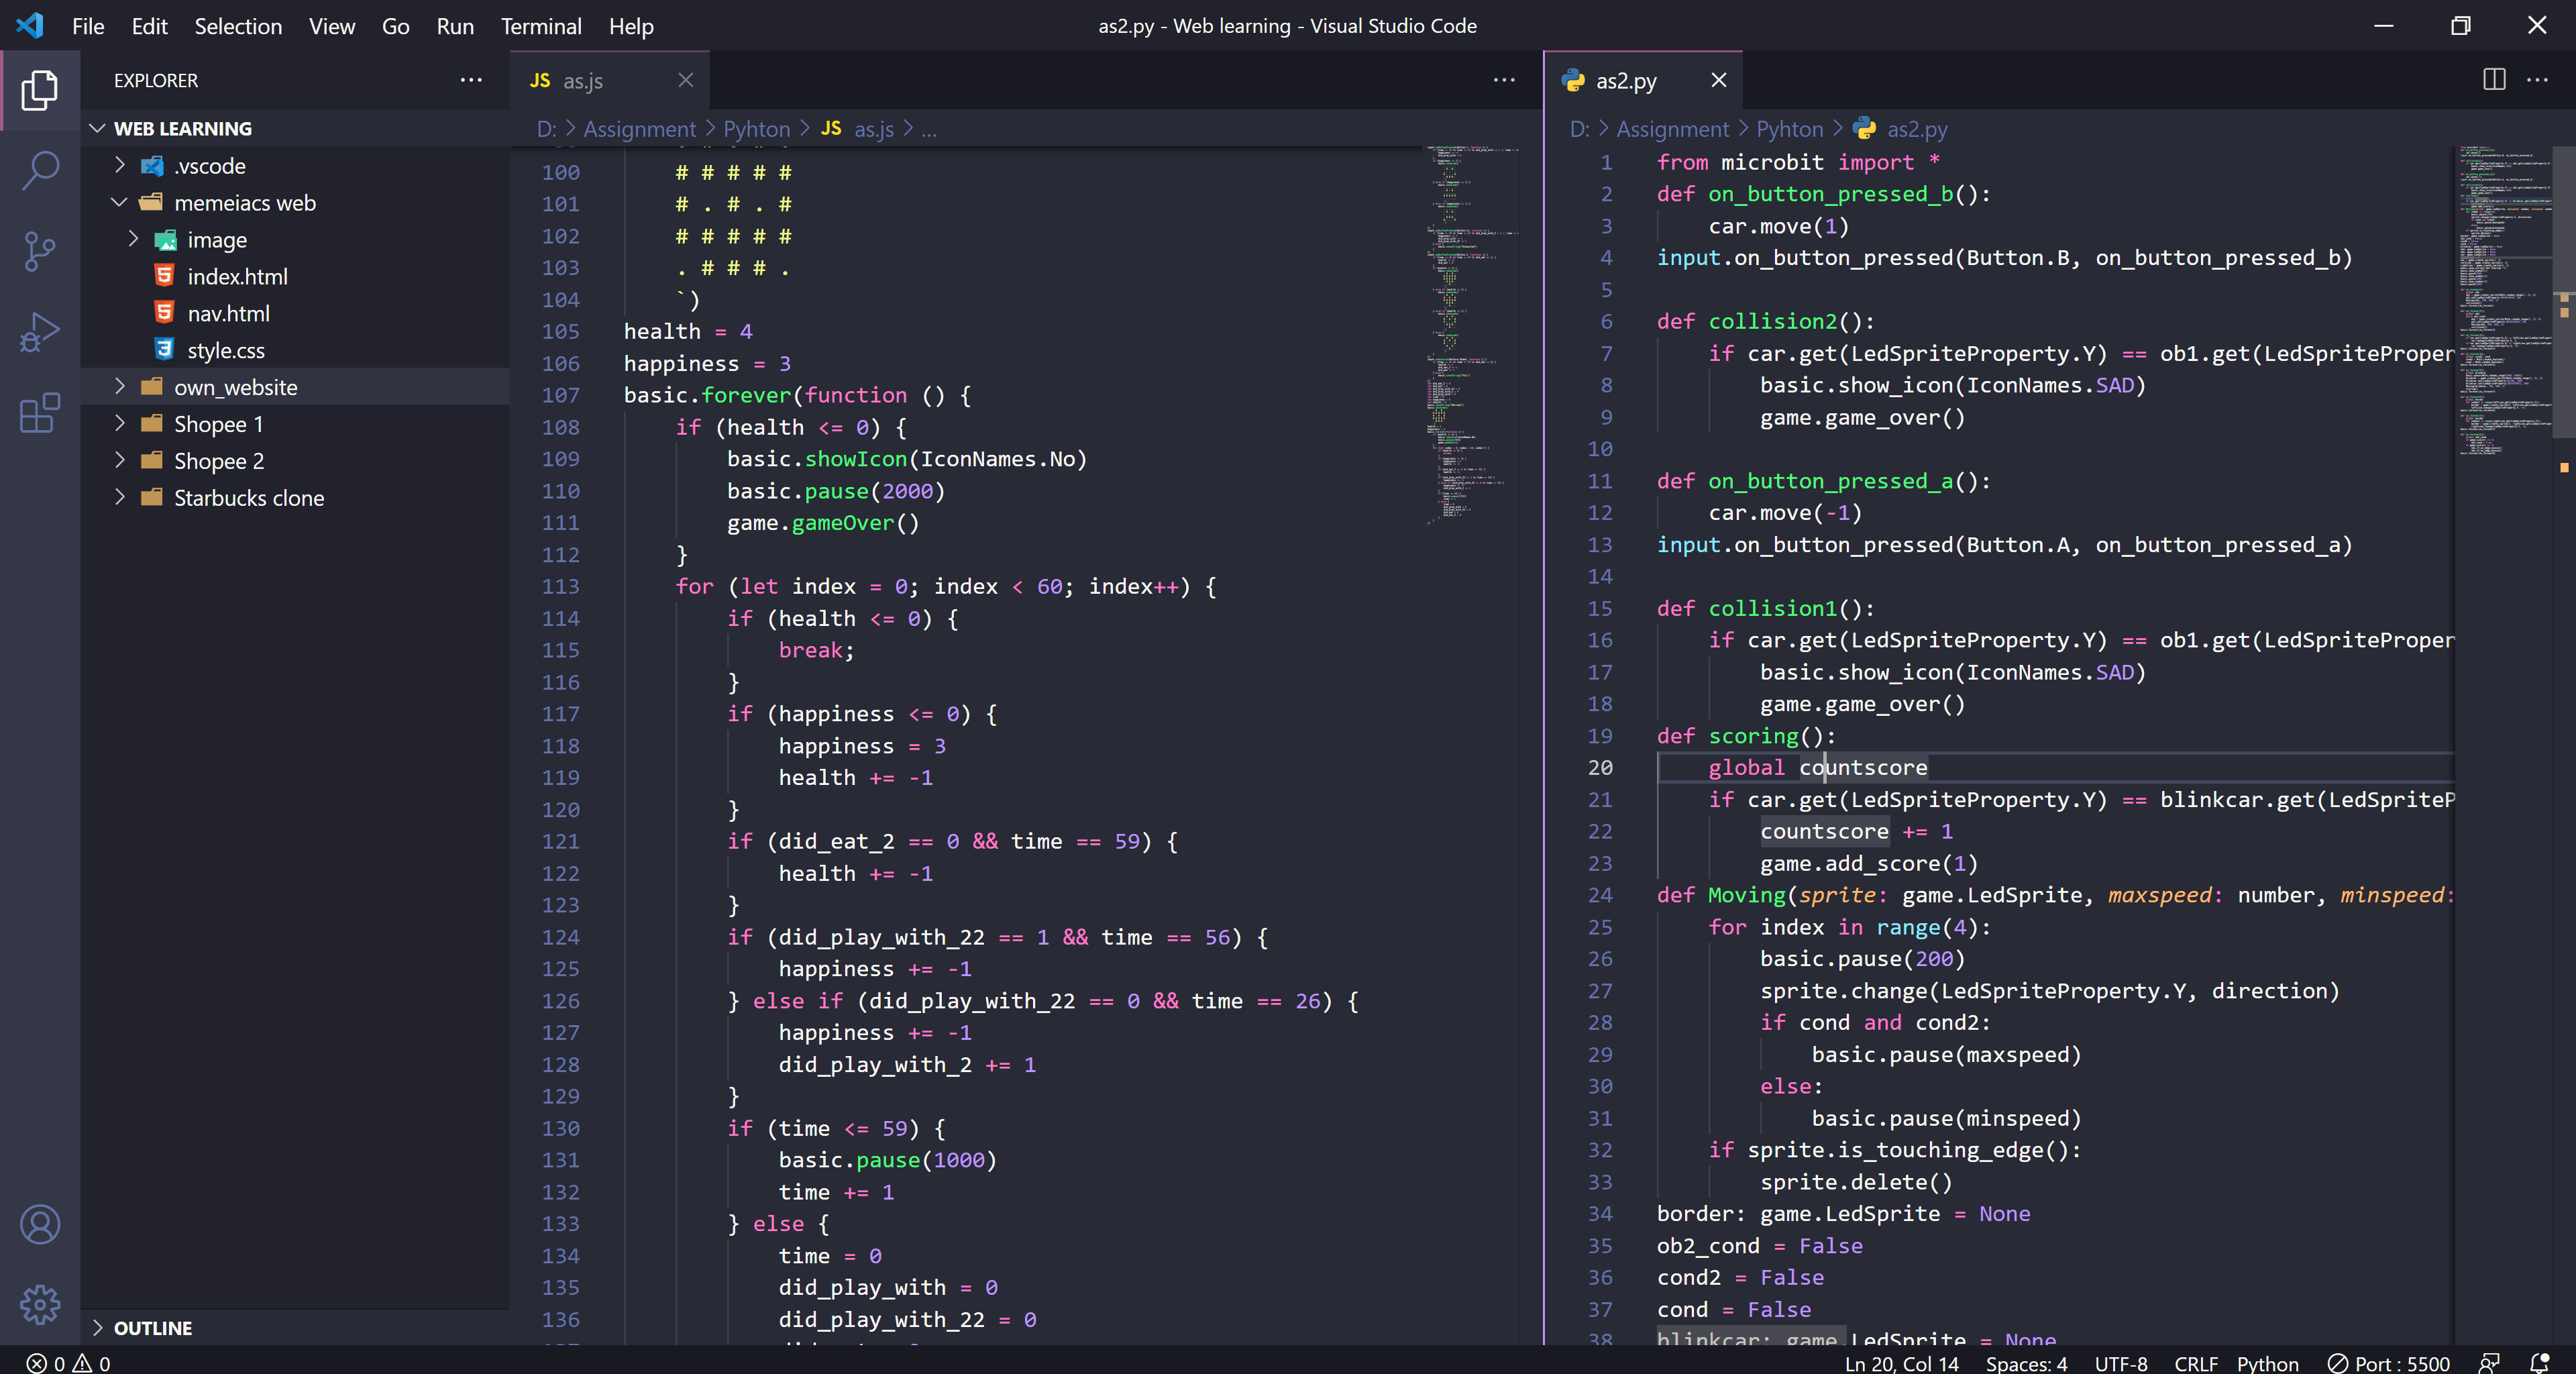 File Edit Selection View Go Run Terminal Help
as2.py - Web learning - Visual Studio Code
EXPLORER
WEB LEARNING
.vscode
memeiacs web
image
index.html
nav.html
style.css
own_website
Shopee 1
Shopee 2
Starbucks clone
OUTLINE
JS as.js
D: > Assignment > Pyhton > JS as.js > ...
100 # # # # #
101 # . # . #
102 # # # # #
103 . # # # .
104 `)
105 health = 4
106 happiness = 3
107 basic.forever(function () {
108 if (health <= 0) {
109 basic.showIcon(IconNames.No)
110 basic.pause(2000)
111 game.gameOver()
112 }
113 for (let index = 0; index < 60; index++) {
114 if (health <= 0) {
115 break;
116 }
117 if (happiness <= 0) {
118 happiness = 3
119 health += -1
120 }
121 if (did_eat_2 == 0 && time == 59) {
122 health += -1
123 }
124 if (did_play_with_22 == 1 && time == 56) {
125 happiness += -1
126 } else if (did_play_with_22 == 0 && time == 26) {
127 happiness += -1
128 did_play_with_2 += 1
129 }
130 if (time <= 59) {
131 basic.pause(1000)
132 time += 1
133 } else {
134 time = 0
135 did_play_with = 0
136 did_play_with_22 = 0
as2.py
D: > Assignment > Pyhton > as2.py
1 from microbit import *
2 def on_button_pressed_b():
3 car.move(1)
4 input.on_button_pressed(Button.B, on_button_pressed_b)
5
6 def collision2():
7 if car.get(LedSpriteProperty.Y) == ob1.get(LedSpriteProper
8 basic.show_icon(IconNames.SAD)
9 game.game_over()
10
11 def on_button_pressed_a():
12 car.move(-1)
13 input.on_button_pressed(Button.A, on_button_pressed_a)
14
15 def collision1():
16 if car.get(LedSpriteProperty.Y) == ob1.get(LedSpriteProper
17 basic.show_icon(IconNames.SAD)
18 game.game_over()
19 def scoring():
20 global countscore
21 if car.get(LedSpriteProperty.Y) == blinkcar.get(LedSpriteP
22 countscore += 1
23 game.add_score(1)
24 def Moving(sprite: game.LedSprite, maxspeed: number, minspeed:
25 for index in range(4):
26 basic.pause(200)
27 sprite.change(LedSpriteProperty.Y, direction)
28 if cond and cond2:
29 basic.pause(maxspeed)
30 else:
31 basic.pause(minspeed)
32 if sprite.is_touching_edge():
33 sprite.delete()
34 border: game.LedSprite = None
35 ob2_cond = False
36 cond2 = False
37 cond = False
38 blinkcar: game.LedSprite = None
0 0
Ln 20, Col 14 Spaces: 4 UTF-8 CRLF Python Port : 5500